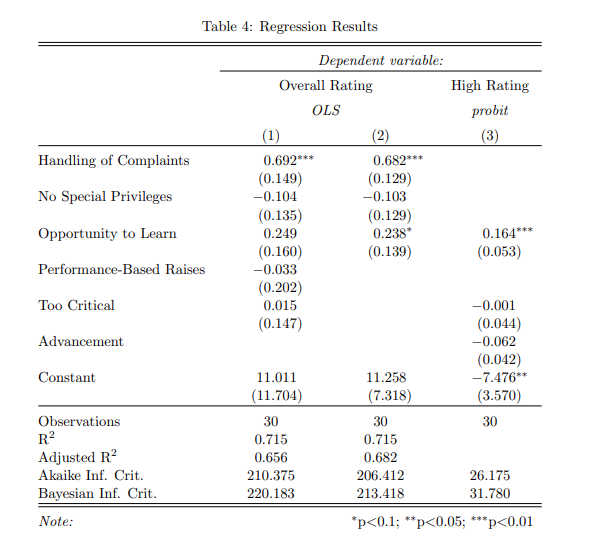 Table 4: Regression Results
Dependent variable:
Overall Rating High Rating
OLS probit
(1) (2) (3)
Handling of Complaints 0.692*** 0.682***
(0.149) (0.129)
No Special Privileges −0.104 −0.103
(0.135) (0.129)
Opportunity to Learn 0.249 0.238* 0.164***
(0.160) (0.139) (0.053)
Performance-Based Raises −0.033
(0.202)
Too Critical 0.015 −0.001
(0.147) (0.044)
Advancement −0.062
(0.042)
Constant 11.011 11.258 −7.476**
(11.704) (7.318) (3.570)
Observations 30 30 30
R² 0.715 0.715
Adjusted R² 0.656 0.682
Akaike Inf. Crit. 210.375 206.412 26.175
Bayesian Inf. Crit. 220.183 213.418 31.780
Note: *p<0.1; **p<0.05; ***p<0.01